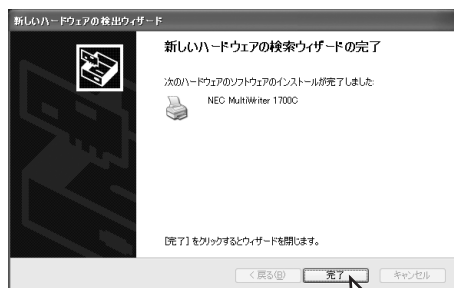 新しいハードウェアの検出ウィザード
新しいハードウェアの検索ウィザードの完了
次のハードウェアのソフトウェアのインストールが完了しました:
NEC MultiWriter 1700C
[完了] をクリックするとウィザードを閉じます。
< 戻る(B)
完了
キャンセル